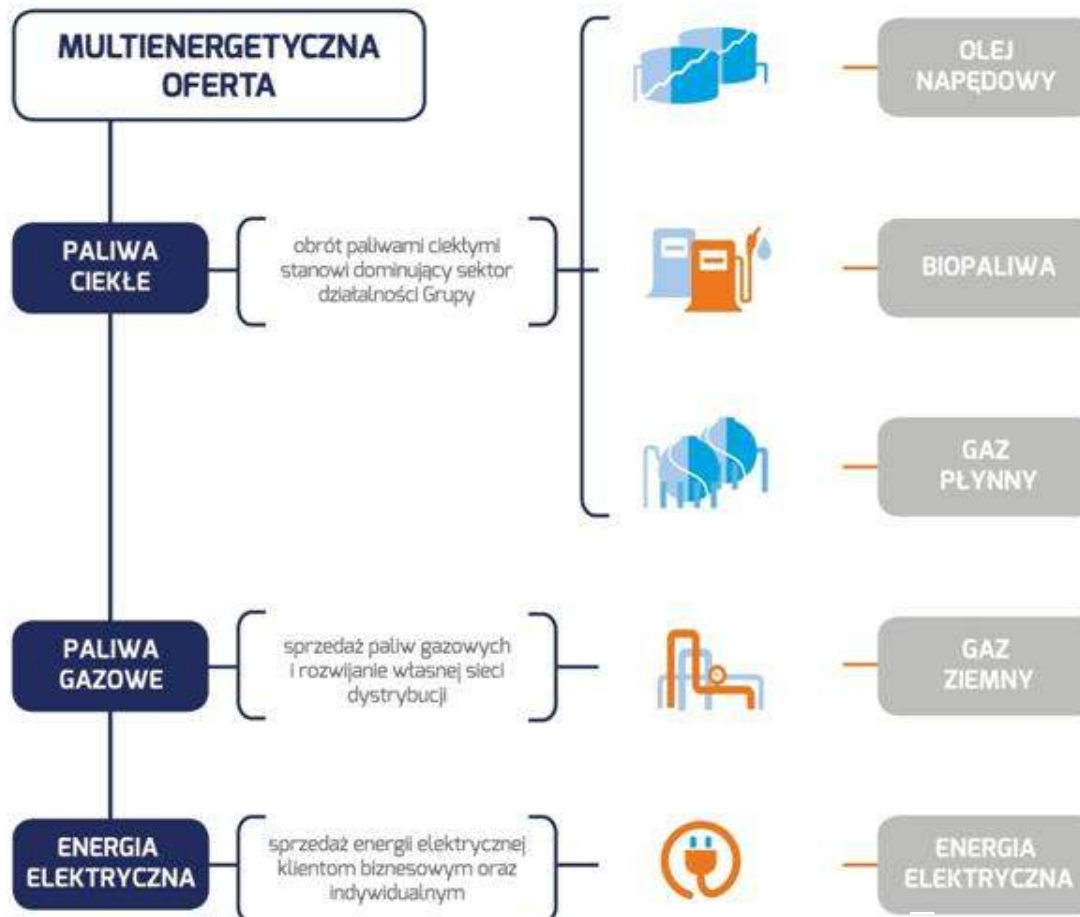 MULTIENERGETYCZNA
OFERTA
OLEJ
NAPĘDOWY
PALIWA
CIEKŁE
obrót paliwami ciekłymi
stanowi dominujący sektor
działalności Grupy
BIOPALIWA
GAZ
PŁYNNY
PALIWA
GAZOWE
sprzedaż paliw gazowych
i rozwijanie własnej sieci
dystrybucji
GAZ
ZIEMNY
ENERGIA
ELEKTRYCZNA
sprzedaż energii elektrycznej
klientom biznesowym oraz
indywidualnym
ENERGIA
ELEKTRYCZNA